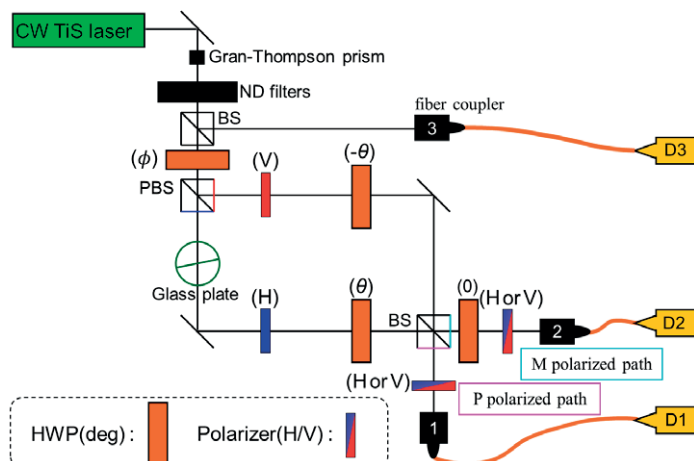 CW TiS laser
Gran-Thompson prism
ND filters
BS
fiber coupler
3
D3
(ϕ)
(V)
(-θ)
PBS
Glass plate
(H)
(θ)
BS
(0)
(H or V)
2
D2
M polarized path
(H or V)
P polarized path
1
D1
HWP(deg) :
Polarizer(H/V) :